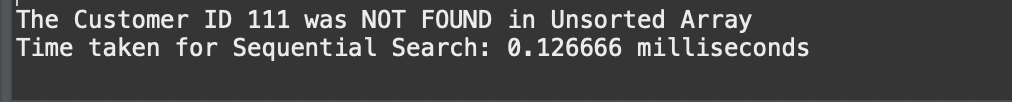 The Customer ID 111 was NOT FOUND in Unsorted Array
Time taken for Sequential Search: 0.126666 milliseconds